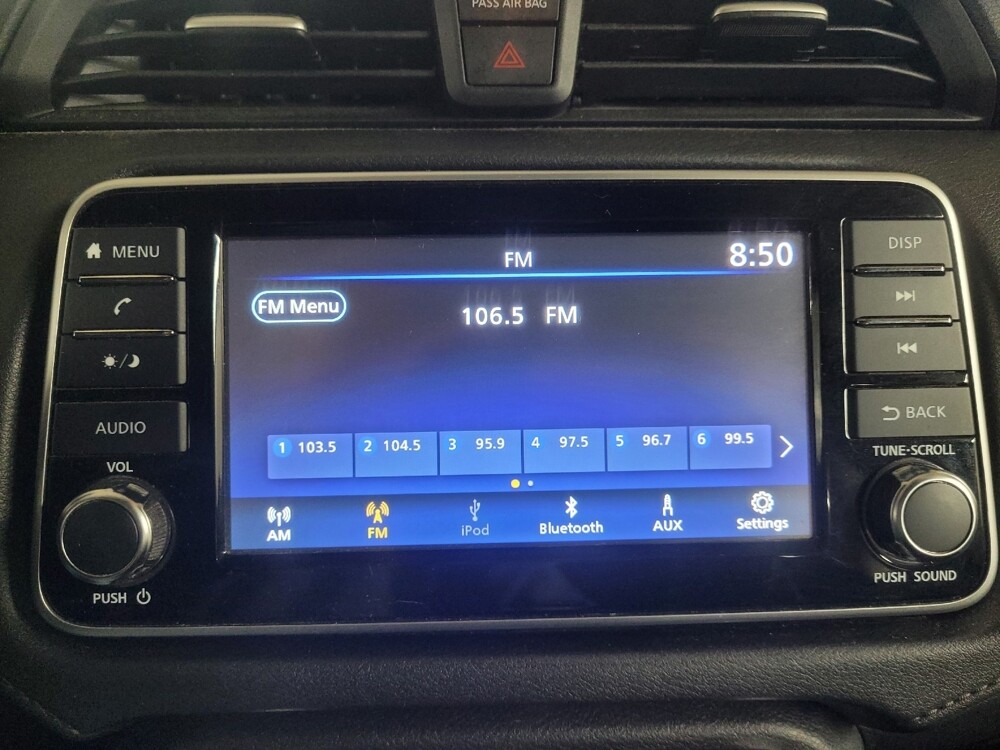 PASS AIR BAG
MENU
AUDIO
VOL
PUSH
FM
8:50
FM Menu
106.5 FM
1 103.5 2 104.5 3 95.9 4 97.5 5 96.7 6 99.5
AM FM iPod Bluetooth AUX Settings
DISP
BACK
TUNE·SCROLL
PUSH SOUND